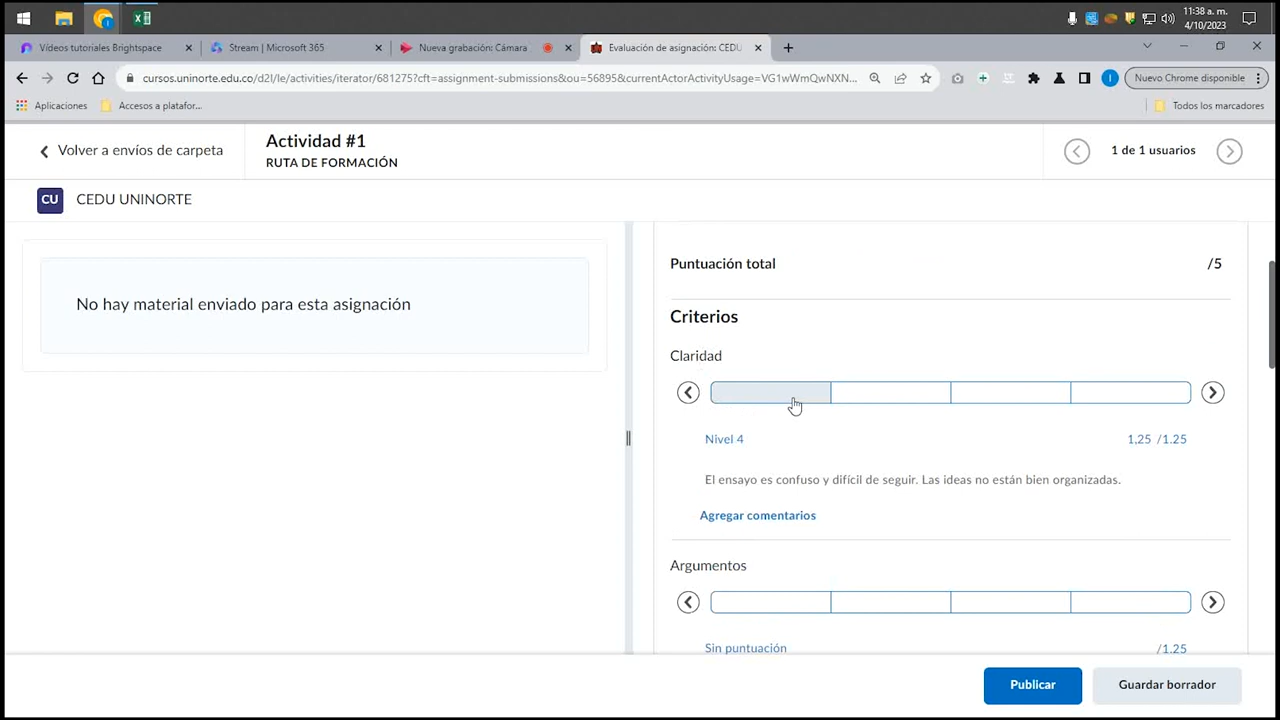 11:38 a. m.
4/10/2023
Vídeos tutoriales Brightspace
Stream | Microsoft 365
Nueva grabación: Cámara
Evaluación de asignación: CEDU
cursos.uninorte.edu.co/d2l/le/activities/iterator/681275?cft=assignment-submissions&ou=56895&currentActorActivityUsage=VG1wWmQwNXN...
I
Nuevo Chrome disponible
Aplicaciones
Accesos a platafor...
Todos los marcadores
Volver a envíos de carpeta
Actividad #1
RUTA DE FORMACIÓN
1 de 1 usuarios
CU
CEDU UNINORTE
No hay material enviado para esta asignación
Puntuación total
/5
Criterios
Claridad
Nivel 4
1,25 /1.25
El ensayo es confuso y difícil de seguir. Las ideas no están bien organizadas.
Agregar comentarios
Argumentos
Sin puntuación
/1.25
Publicar
Guardar borrador